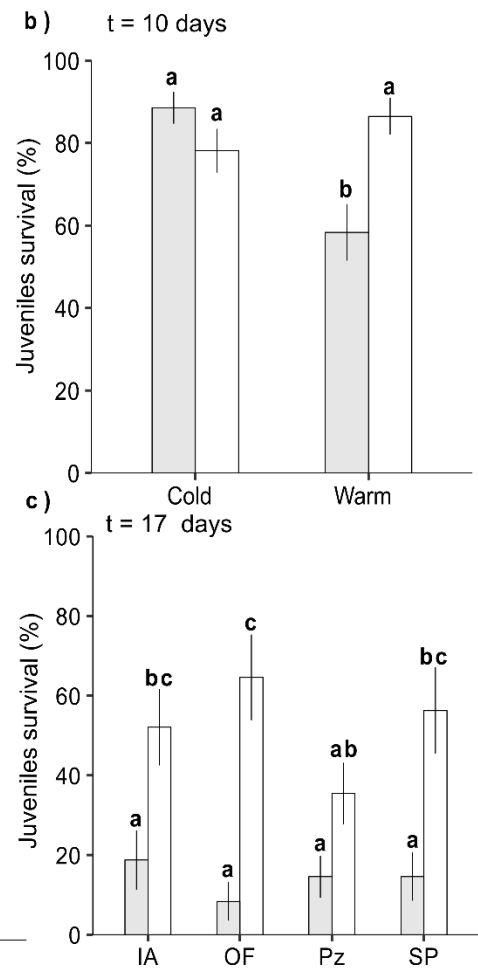 b ) t = 10 days
Juveniles survival (%)
100
80
60
40
20
0
a
a
b
a
Cold Warm
c ) t = 17 days
Juveniles survival (%)
100
80
60
40
20
0
a
bc
a
c
a
ab
a
bc
IA OF Pz SP